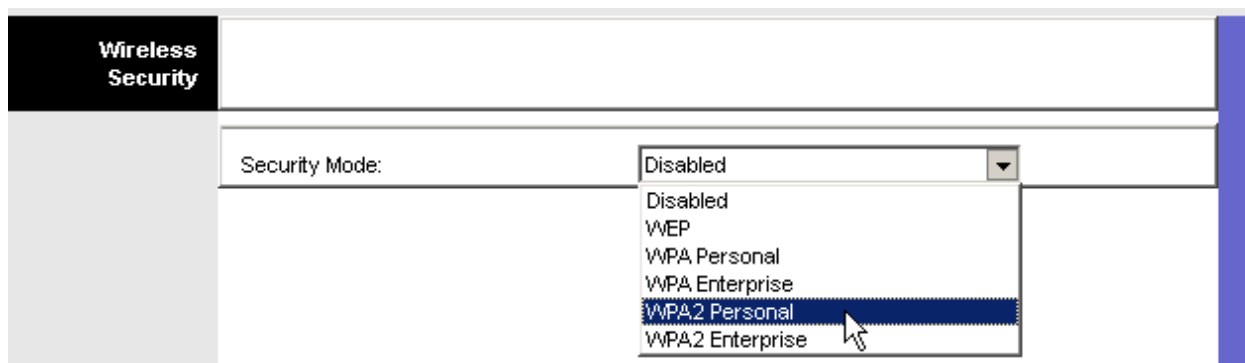 Wireless
Security
Security Mode:
Disabled
Disabled
WEP
WPA Personal
WPA Enterprise
WPA2 Personal
WPA2 Enterprise